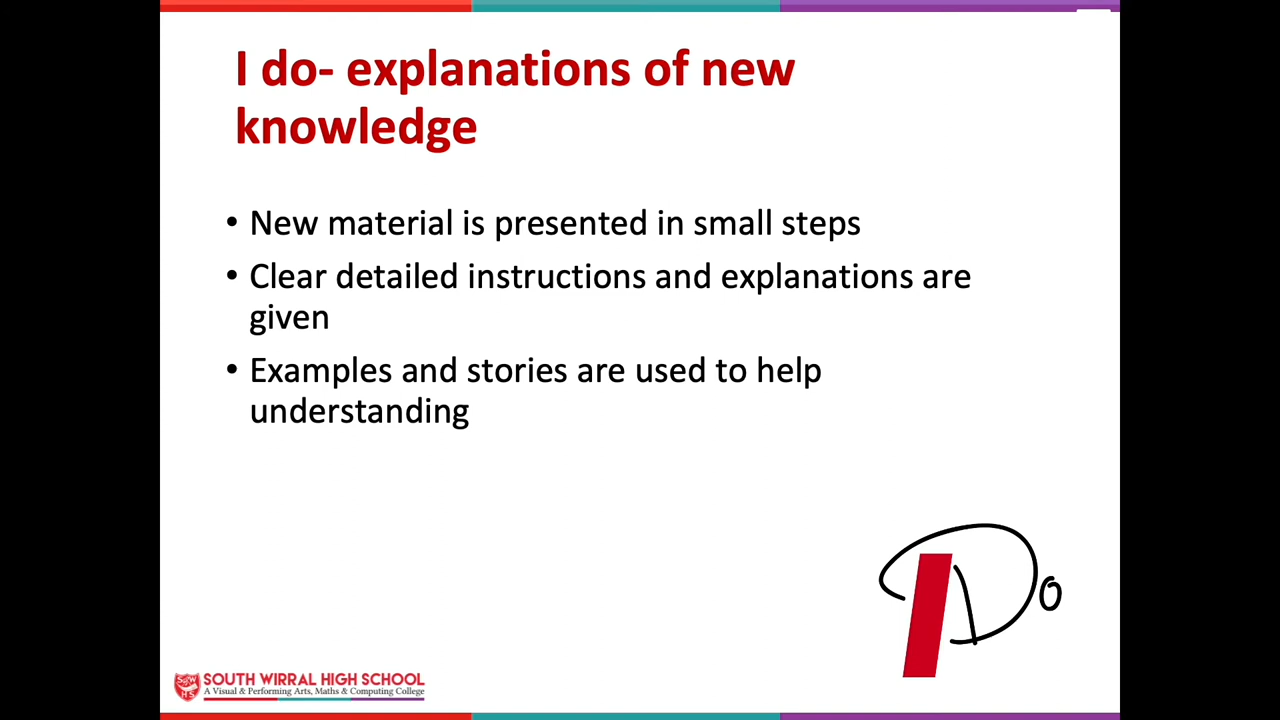 I do- explanations of new
knowledge
• New material is presented in small steps
• Clear detailed instructions and explanations are
given
• Examples and stories are used to help
understanding
I Do
SOUTH WIRRAL HIGH SCHOOL
A Visual & Performing Arts, Maths & Computing College